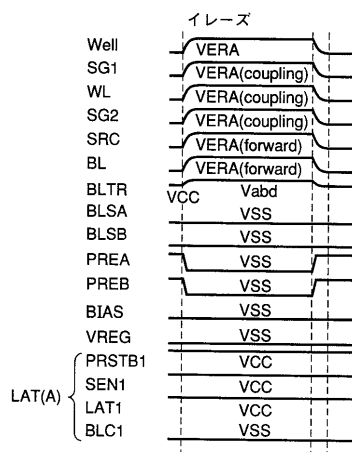 イレーズ
Well VERA
SG1 VERA(coupling)
WL VERA(coupling)
SG2 VERA(coupling)
SRC VERA(forward)
BL VERA(forward)
BLTR VCC Vabd
BLSA VSS
BLSB VSS
PREA VSS
PREB VSS
BIAS VSS
VREG VSS
PRSTB1 VCC
SEN1 VCC
LAT(A) LAT1 VCC
BLC1 VSS